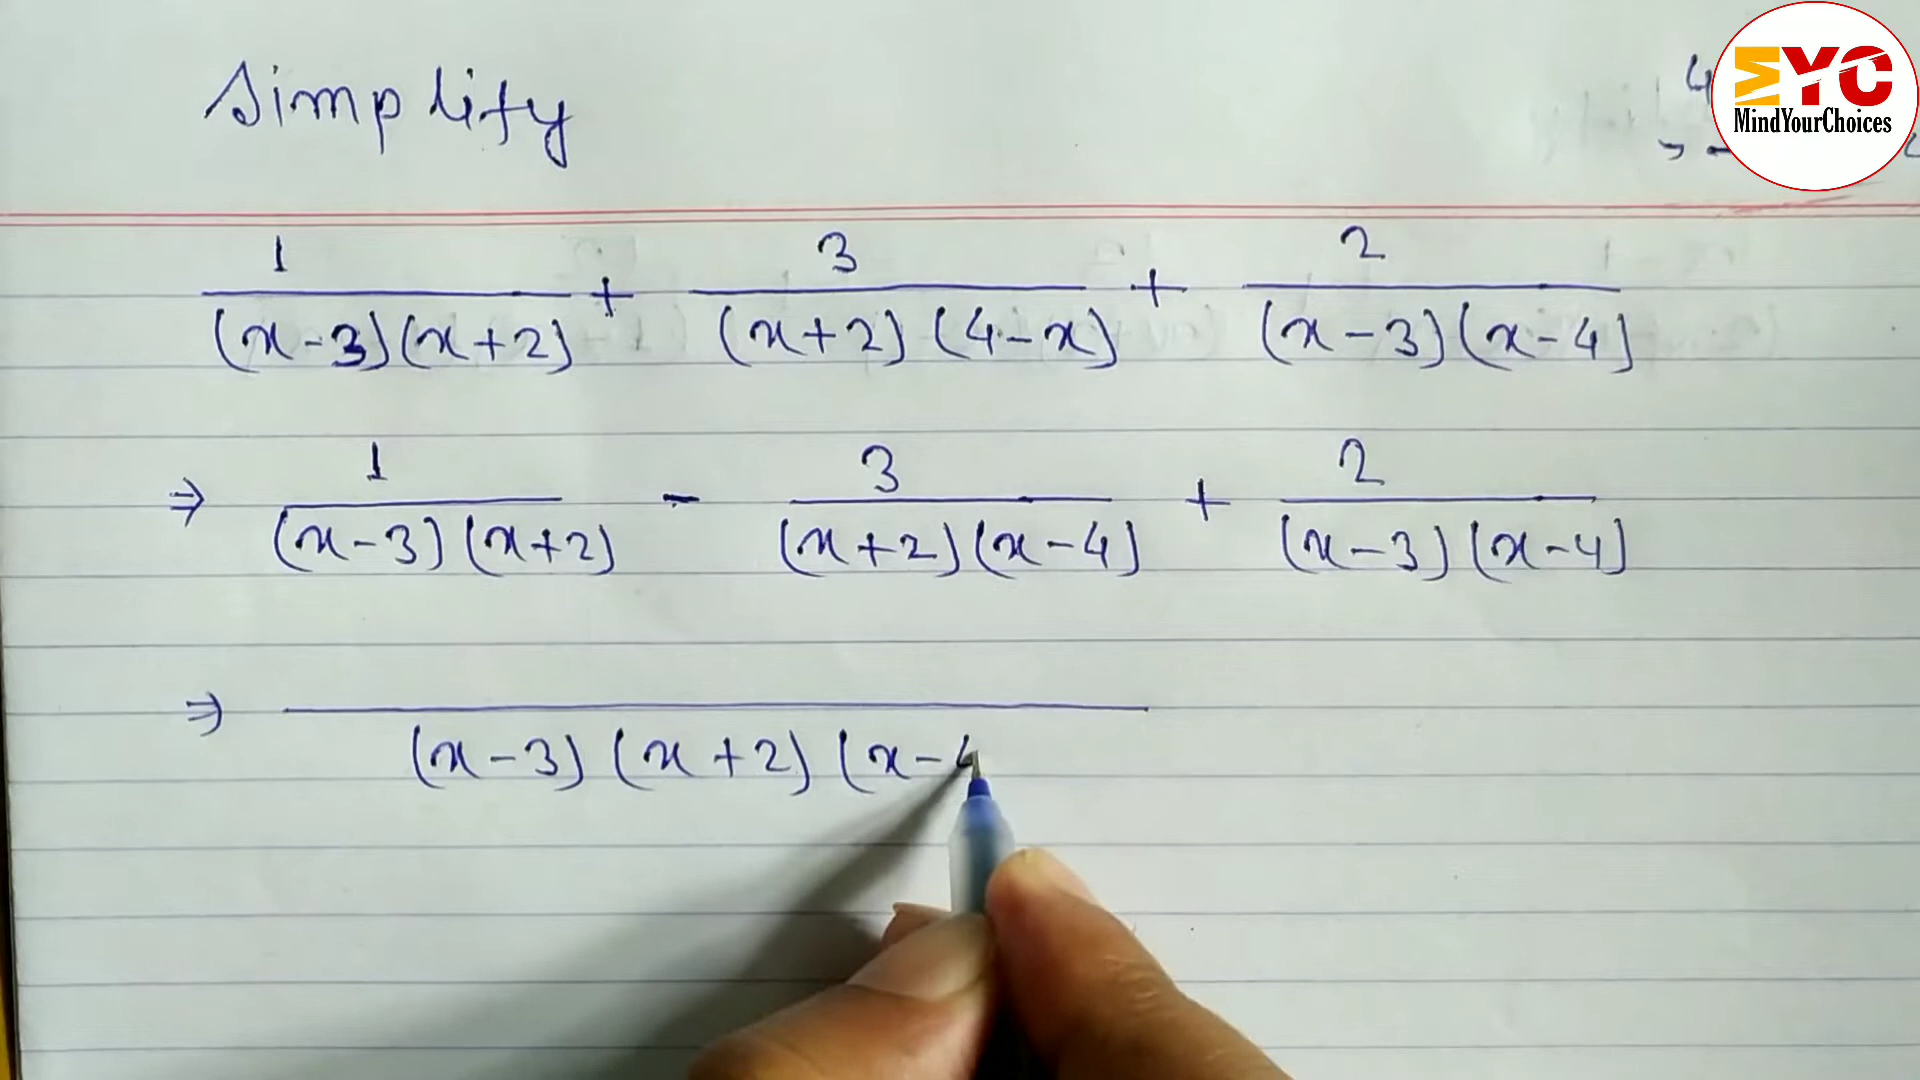 Simplify
4
MYC
MindYourChoices
1/(x-3)(x+2) + 3/(x+2)(4-x) + 2/(x-3)(x-4)
⇒ 1/(x-3)(x+2) - 3/(x+2)(x-4) + 2/(x-3)(x-4)
⇒ (x-3)(x+2)(x-4